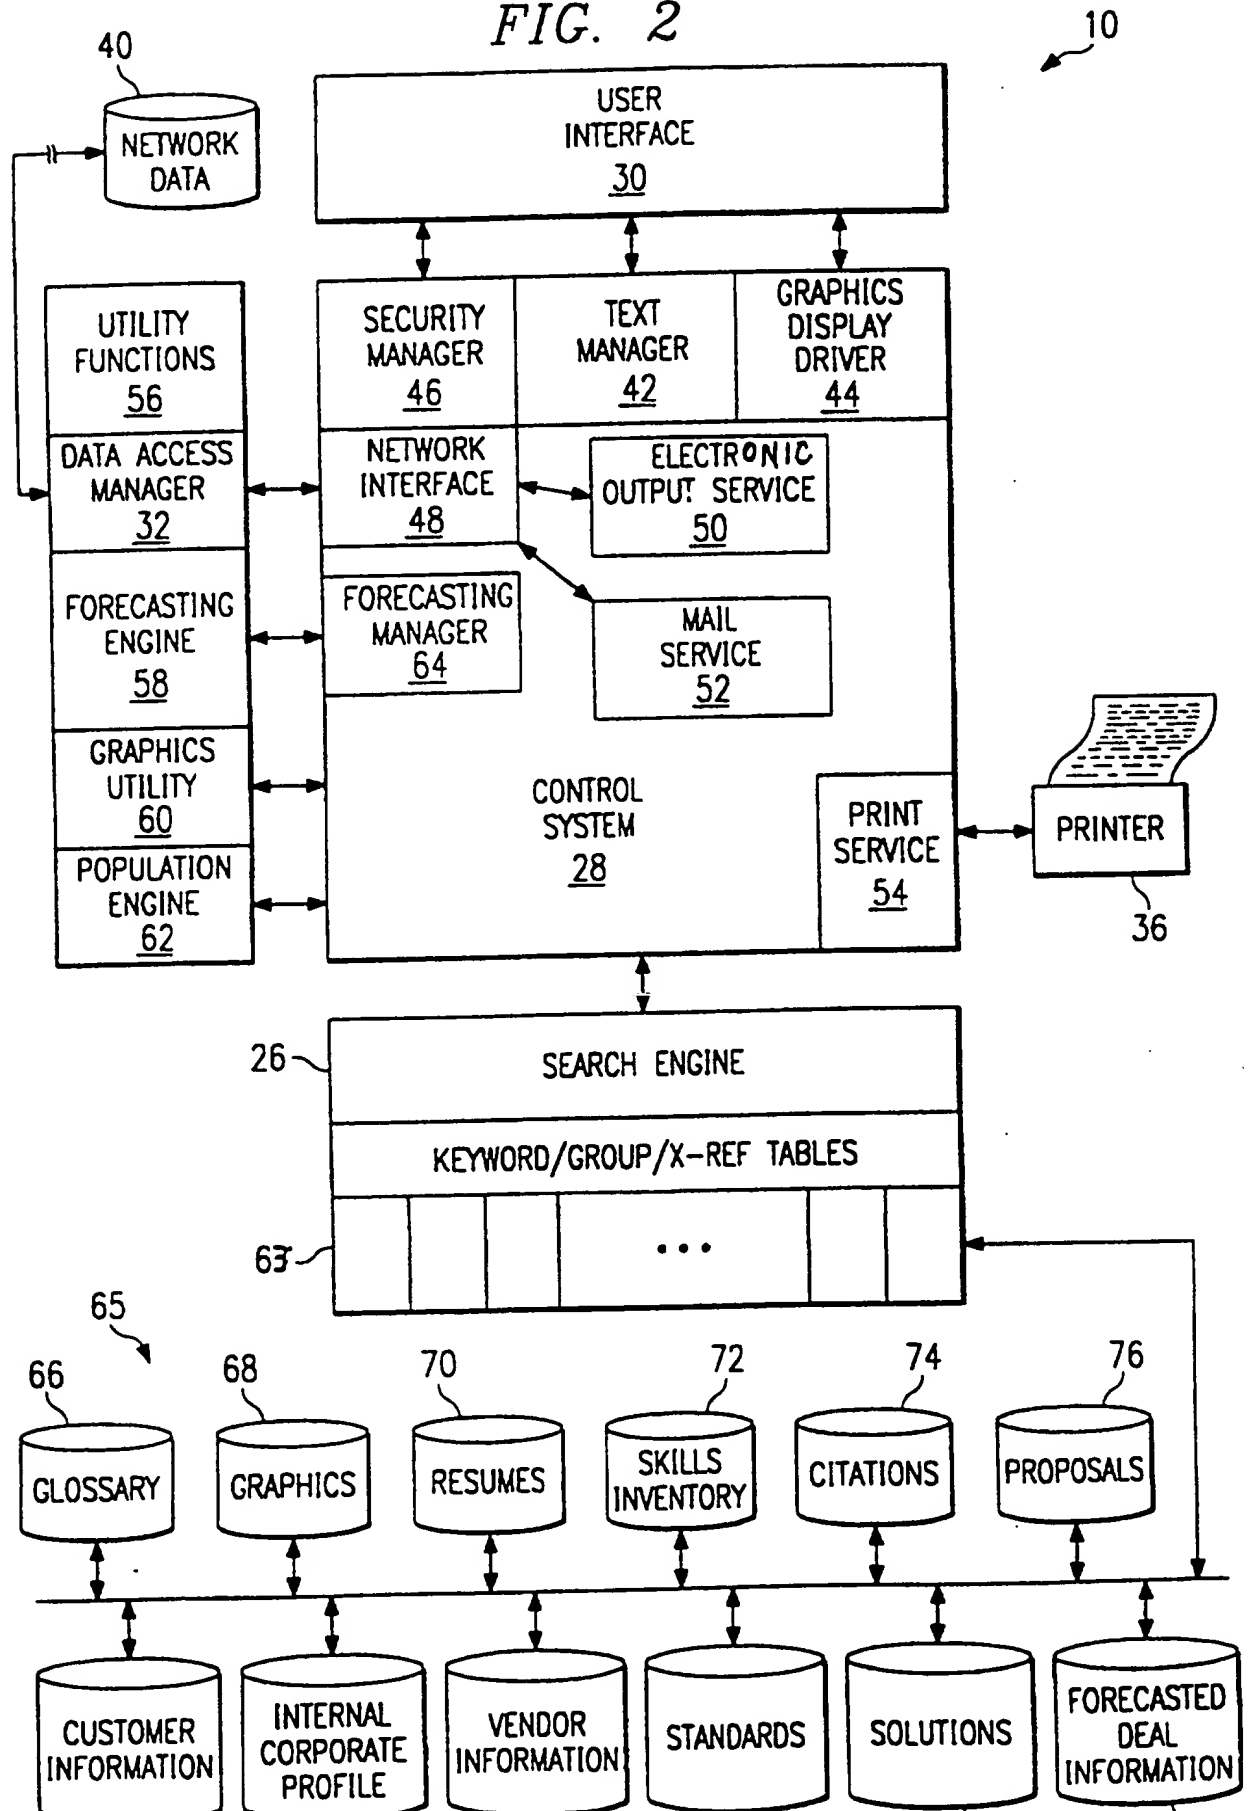 FIG. 2
10
40
NETWORK
DATA
USER
INTERFACE
30
UTILITY
FUNCTIONS
56
DATA ACCESS
MANAGER
32
FORECASTING
ENGINE
58
GRAPHICS
UTILITY
60
POPULATION
ENGINE
62
SECURITY
MANAGER
46
TEXT
MANAGER
42
GRAPHICS
DISPLAY
DRIVER
44
NETWORK
INTERFACE
48
ELECTRONIC
OUTPUT SERVICE
50
FORECASTING
MANAGER
64
MAIL
SERVICE
52
CONTROL
SYSTEM
28
PRINT
SERVICE
54
PRINTER
36
26
SEARCH ENGINE
KEYWORD/GROUP/X-REF TABLES
63
...
65
66
GLOSSARY
68
GRAPHICS
70
RESUMES
72
SKILLS
INVENTORY
74
CITATIONS
76
PROPOSALS
CUSTOMER
INFORMATION
INTERNAL
CORPORATE
PROFILE
VENDOR
INFORMATION
STANDARDS
SOLUTIONS
FORECASTED
DEAL
INFORMATION